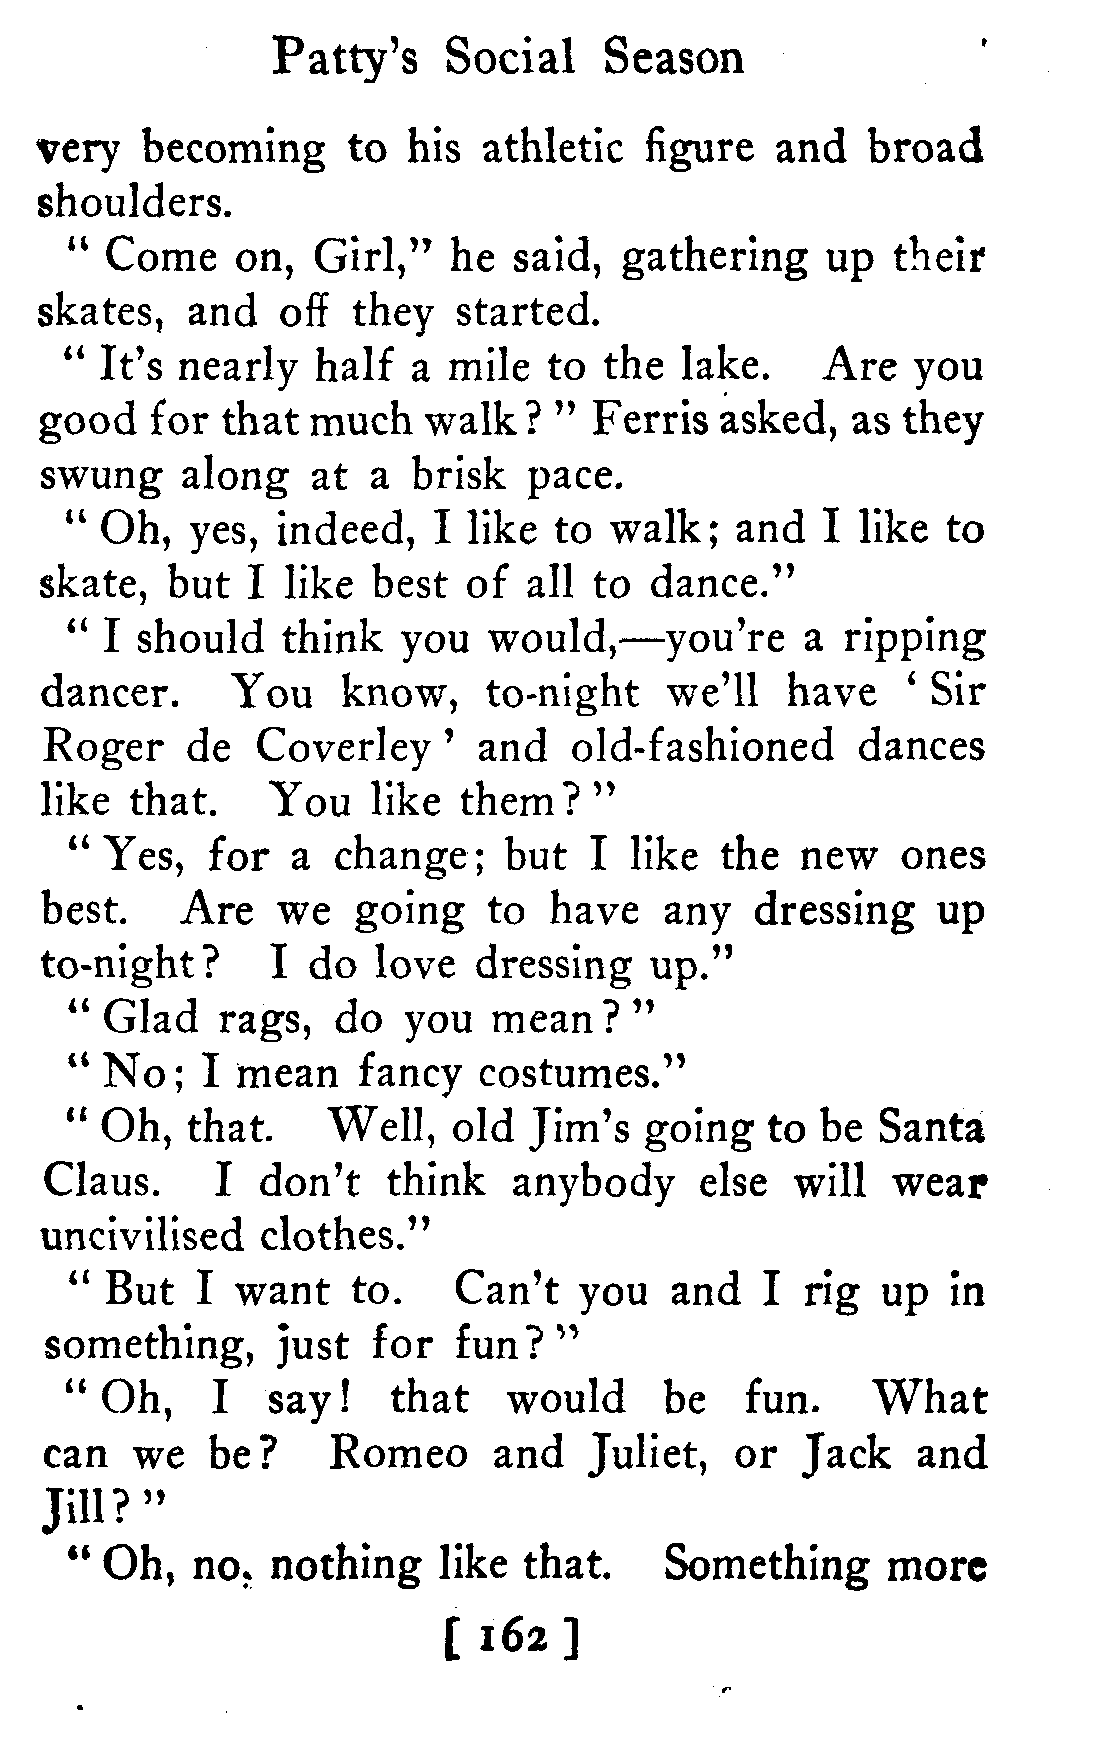 Patty's Social Season
very becoming to his athletic figure and broad
shoulders.
" Come on, Girl," he said, gathering up their
skates, and off they started.
" It's nearly half a mile to the lake. Are you
good for that much walk? " Ferris asked, as they
swung along at a brisk pace.
" Oh, yes, indeed, I like to walk; and I like to
skate, but I like best of all to dance."
" I should think you would,—you're a ripping
dancer. You know, to-night we'll have ' Sir
Roger de Coverley ' and old-fashioned dances
like that. You like them? "
" Yes, for a change; but I like the new ones
best. Are we going to have any dressing up
to-night? I do love dressing up."
" Glad rags, do you mean? "
" No; I mean fancy costumes."
" Oh, that. Well, old Jim's going to be Santa
Claus. I don't think anybody else will wear
uncivilised clothes."
" But I want to. Can't you and I rig up in
something, just for fun? "
" Oh, I say! that would be fun. What
can we be? Romeo and Juliet, or Jack and
Jill? "
" Oh, no, nothing like that. Something more
[ 162 ]